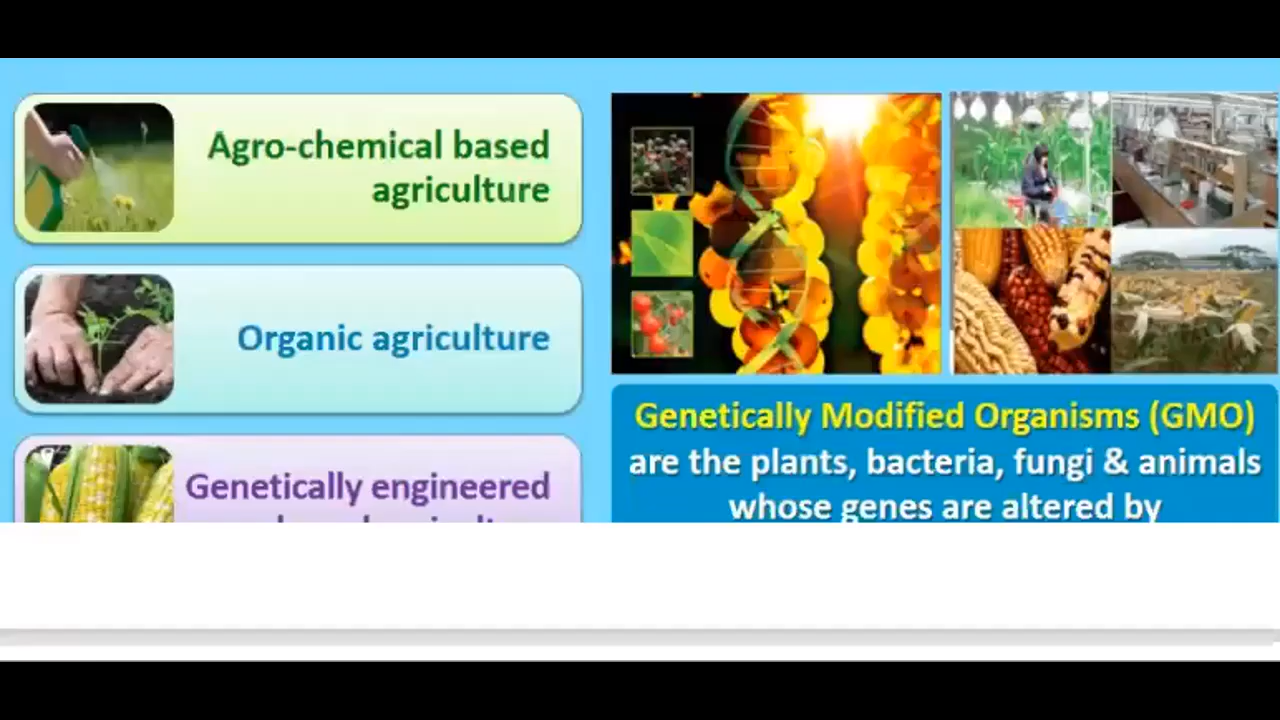 Agro-chemical based
agriculture
Organic agriculture
Genetically engineered
Genetically Modified Organisms (GMO)
are the plants, bacteria, fungi & animals
whose genes are altered by